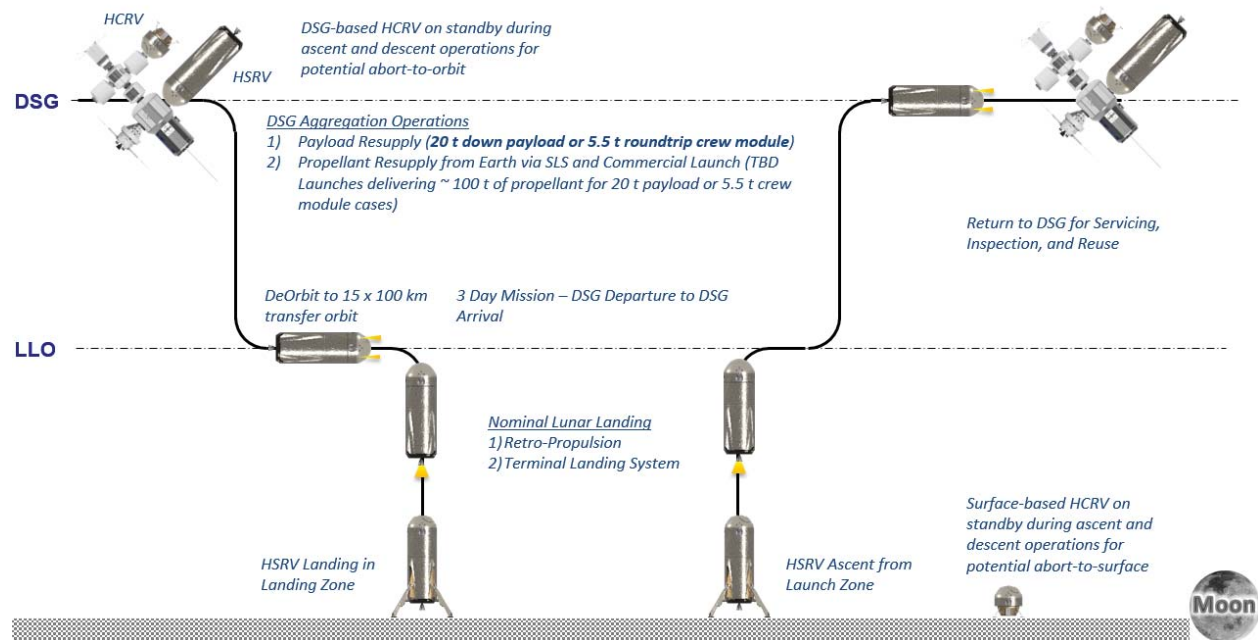 HCRV
HSRV
DSG-based HCRV on standby during
ascent and descent operations for
potential abort-to-orbit
DSG
DSG Aggregation Operations
1) Payload Resupply (20 t down payload or 5.5 t roundtrip crew module)
2) Propellant Resupply from Earth via SLS and Commercial Launch (TBD
Launches delivering ~ 100 t of propellant for 20 t payload or 5.5 t crew
module cases)
Return to DSG for Servicing,
Inspection, and Reuse
DeOrbit to 15 x 100 km
transfer orbit
3 Day Mission – DSG Departure to DSG
Arrival
LLO
Nominal Lunar Landing
1) Retro-Propulsion
2) Terminal Landing System
HSRV Landing in
Landing Zone
HSRV Ascent from
Launch Zone
Surface-based HCRV on
standby during ascent and
descent operations for
potential abort-to-surface
Moon